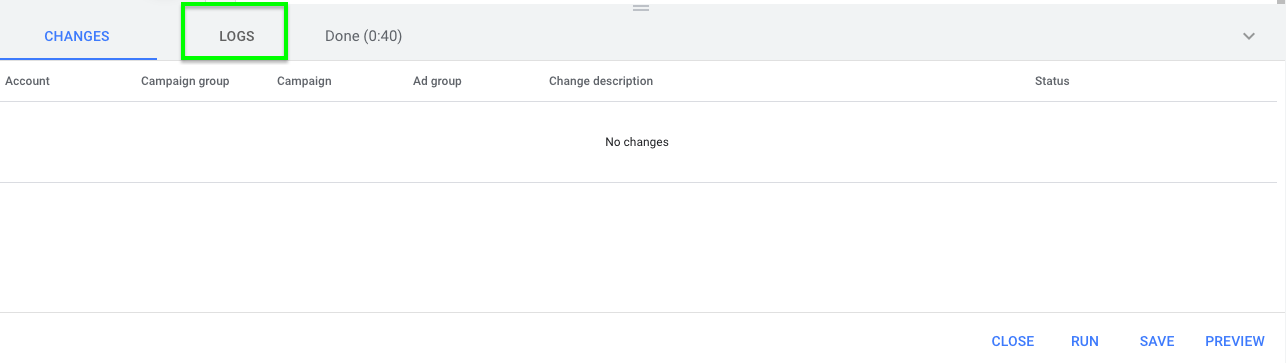 CHANGES LOGS Done (0:40)
Account Campaign group Campaign Ad group Change description Status
No changes
CLOSE RUN SAVE PREVIEW